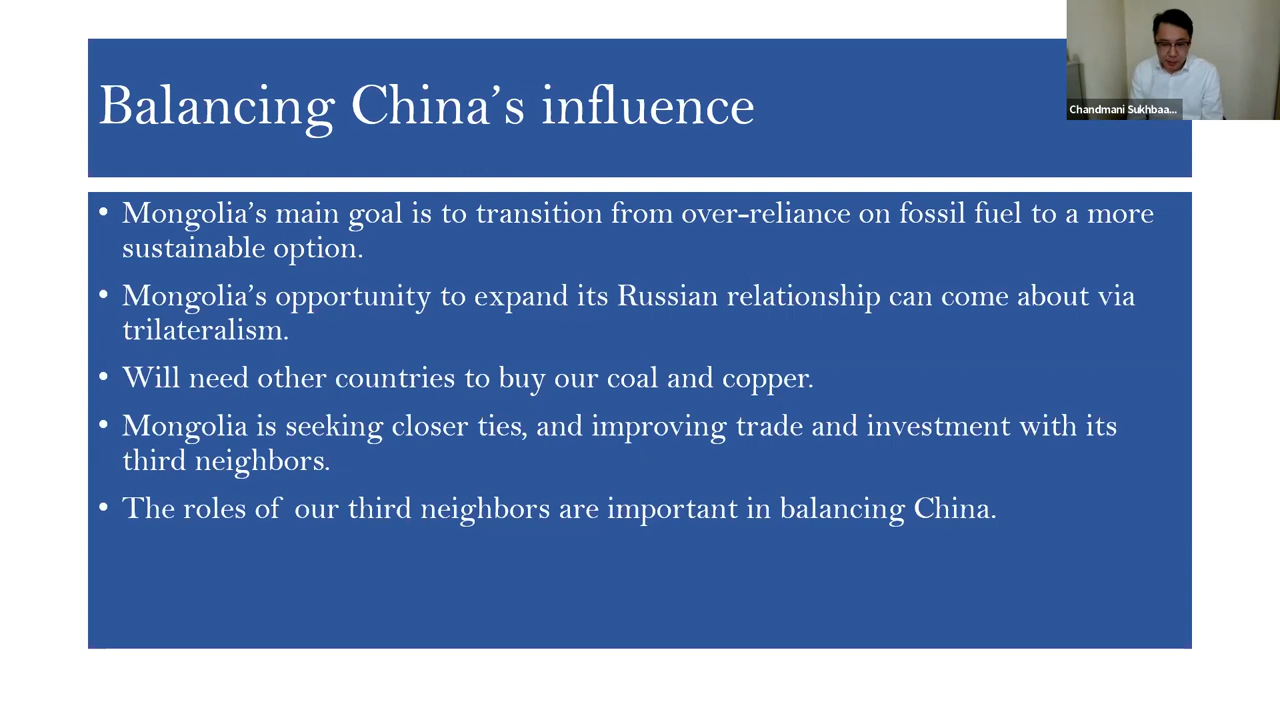 Balancing China’s influence
Chandmani Sukhbaa...
• Mongolia’s main goal is to transition from over-reliance on fossil fuel to a more
sustainable option.
• Mongolia’s opportunity to expand its Russian relationship can come about via
trilateralism.
• Will need other countries to buy our coal and copper.
• Mongolia is seeking closer ties, and improving trade and investment with its
third neighbors.
• The roles of our third neighbors are important in balancing China.